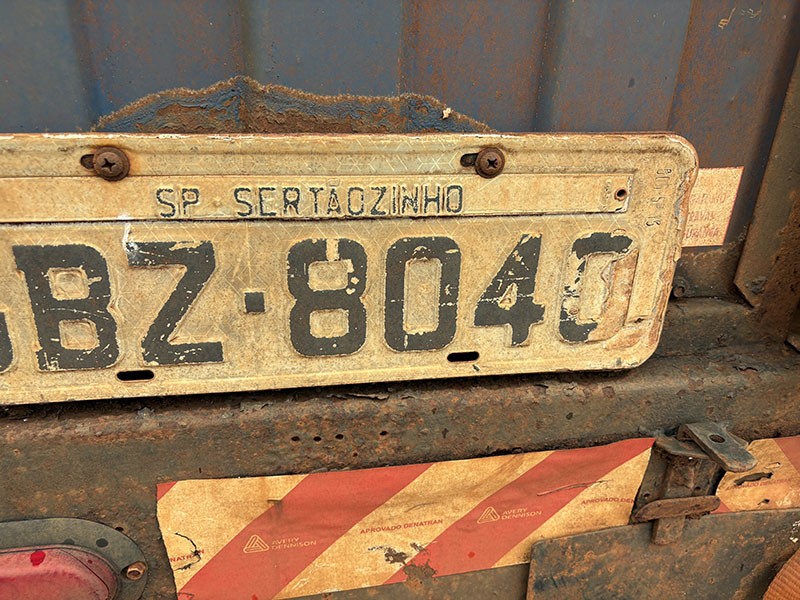 SP SERTÃOZINHO
BZ·8040
AVERY DENNISON
APROVADO DENATRAN
AVERY DENNISON
APROVADO DENATRAN